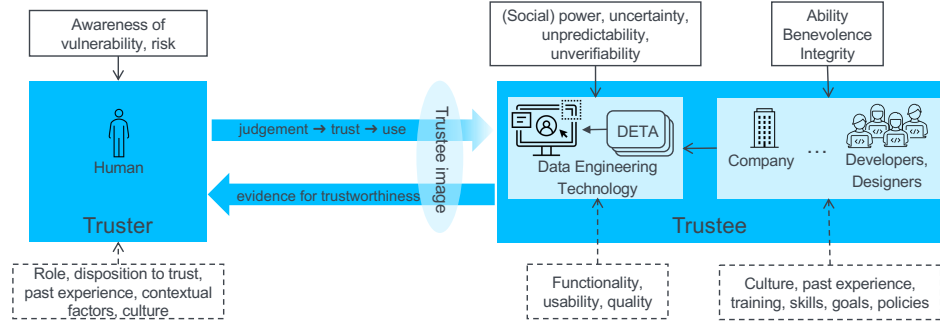 Awareness of
vulnerability, risk
(Social) power, uncertainty,
unpredictability,
unverifiability
Ability
Benevolence
Integrity
Human
Truster
judgement → trust → use
evidence for trustworthiness
Trustee image
DETA
Data Engineering
Technology
Company
...
Developers,
Designers
Trustee
Role, disposition to trust,
past experience, contextual
factors, culture
Functionality,
usability, quality
Culture, past experience,
training, skills, goals, policies